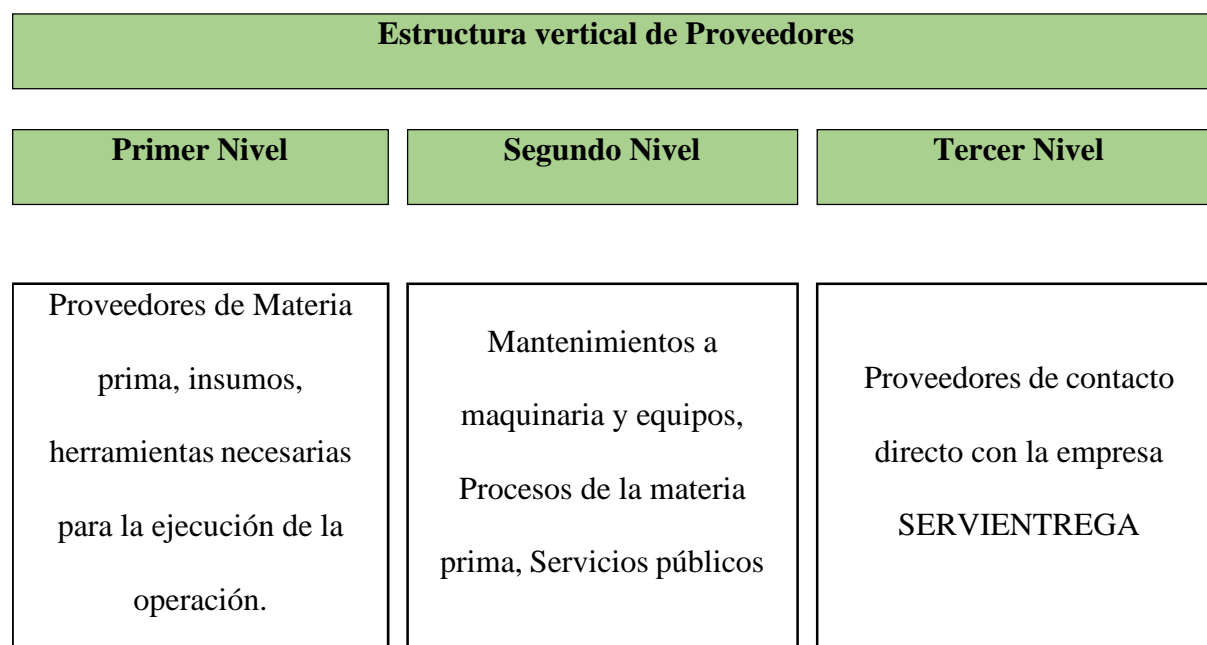 Estructura vertical de Proveedores
Primer Nivel
Segundo Nivel
Tercer Nivel
Proveedores de Materia
prima, insumos,
herramientas necesarias
para la ejecución de la
operación.
Mantenimientos a
maquinaria y equipos,
Procesos de la materia
prima, Servicios públicos
Proveedores de contacto
directo con la empresa
SERVIENTREGA